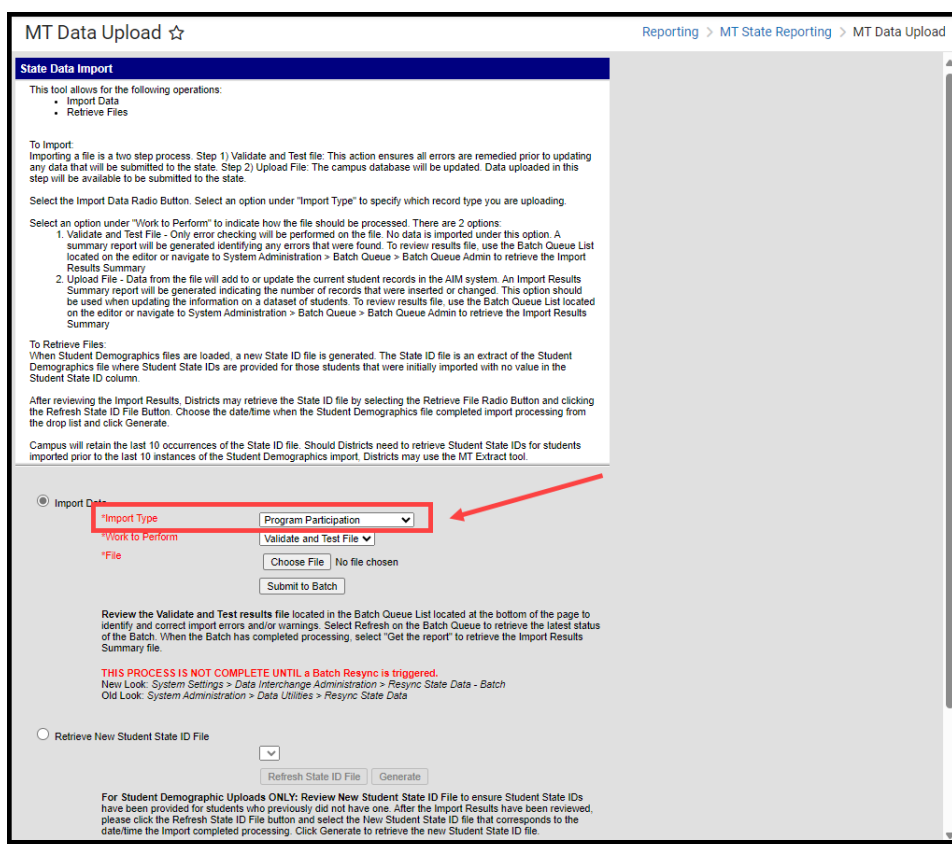 MT Data Upload ☆
Reporting > MT State Reporting > MT Data Upload
State Data Import
This tool allows for the following operations:
• Import Data
• Retrieve Files
To Import:
Importing a file is a two step process. Step 1) Validate and Test file: This action ensures all errors are remedied prior to updating
any data that will be submitted to the state. Step 2) Upload File: The campus database will be updated. Data uploaded in this
step will be available to be submitted to the state.
Select the Import Data Radio Button. Select an option under "Import Type" to specify which record type you are uploading.
Select an option under "Work to Perform" to indicate how the file should be processed. There are 2 options:
1. Validate and Test File - Only error checking will be performed on the file. No data is imported under this option. A
summary report will be generated identifying any errors that were found. To review results file, use the Batch Queue List
located on the editor or navigate to System Administration > Batch Queue > Batch Queue Admin to retrieve the Import
Results Summary
2. Upload File - Data from the file will add to or update the current student records in the AIM system. An Import Results
Summary report will be generated indicating the number of records that were inserted or changed. This option should
be used when updating the information on a dataset of students. To review results file, use the Batch Queue List located
on the editor or navigate to System Administration > Batch Queue > Batch Queue Admin to retrieve the Import Results
Summary
To Retrieve Files:
When Student Demographics files are loaded, a new State ID file is generated. The State ID file is an extract of the Student
Demographics file where Student State IDs are provided for those students that were initially imported with no value in the
Student State ID column.
After reviewing the Import Results, Districts may retrieve the State ID file by selecting the Retrieve File Radio Button and clicking
the Refresh State ID File Button. Choose the date/time when the Student Demographics file completed import processing from
the drop list and click Generate.
Campus will retain the last 10 occurrences of the State ID file. Should Districts need to retrieve Student State IDs for students
imported prior to the last 10 instances of the Student Demographics import, Districts may use the MT Extract tool.
Import Data
*Import Type Program Participation
*Work to Perform Validate and Test File
*File Choose File No file chosen
Submit to Batch
Review the Validate and Test results file located in the Batch Queue List located at the bottom of the page to
identify and correct import errors and/or warnings. Select Refresh on the Batch Queue to retrieve the latest status
of the Batch. When the Batch has completed processing, select "Get the report" to retrieve the Import Results
Summary file.
THIS PROCESS IS NOT COMPLETE UNTIL a Batch Resync is triggered.
New Look: System Settings > Data Interchange Administration > Resync State Data - Batch
Old Look: System Administration > Data Utilities > Resync State Data
Retrieve New Student State ID File
Refresh State ID File Generate
For Student Demographic Uploads ONLY: Review New Student State ID File to ensure Student State IDs
have been provided for students who previously did not have one. After the Import Results have been reviewed,
please click the Refresh State ID File button and select the New Student State ID file that corresponds to the
date/time the Import completed processing. Click Generate to retrieve the new Student State ID file.